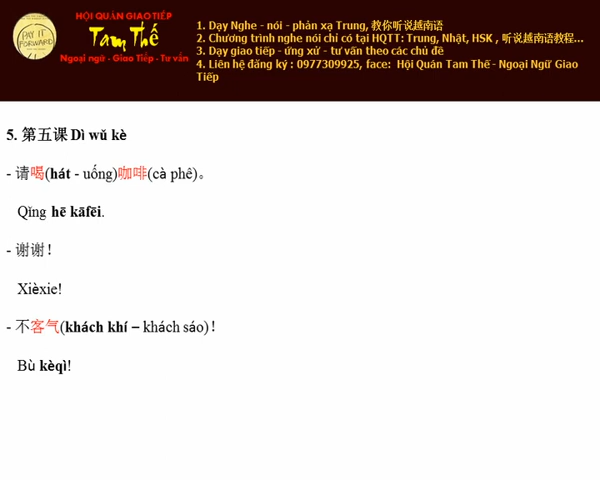 HỘI QUÁN GIAO TIẾP
Tam Thế
Ngoại ngữ - Giao Tiếp - Tư vấn
PAY IT
FORWARD
1. Dạy Nghe - nói - phản xạ Trung, 教你听说越南语
2. Chương trình nghe nói chỉ có tại HQTT: Trung, Nhật, HSK , 听说越南语教程...
3. Dạy giao tiếp - ứng xử - tư vấn theo các chủ đề
4. Liên hệ đăng ký : 0977309925, face: Hội Quán Tam Thế - Ngoại Ngữ Giao
Tiếp
5. 第五课 Dì wǔ kè
- 请喝(hát - uống)咖啡(cà phê)。
Qǐng hē kāfēi.
- 谢谢！
Xièxie!
- 不客气(khách khí – khách sáo)！
Bù kèqì!